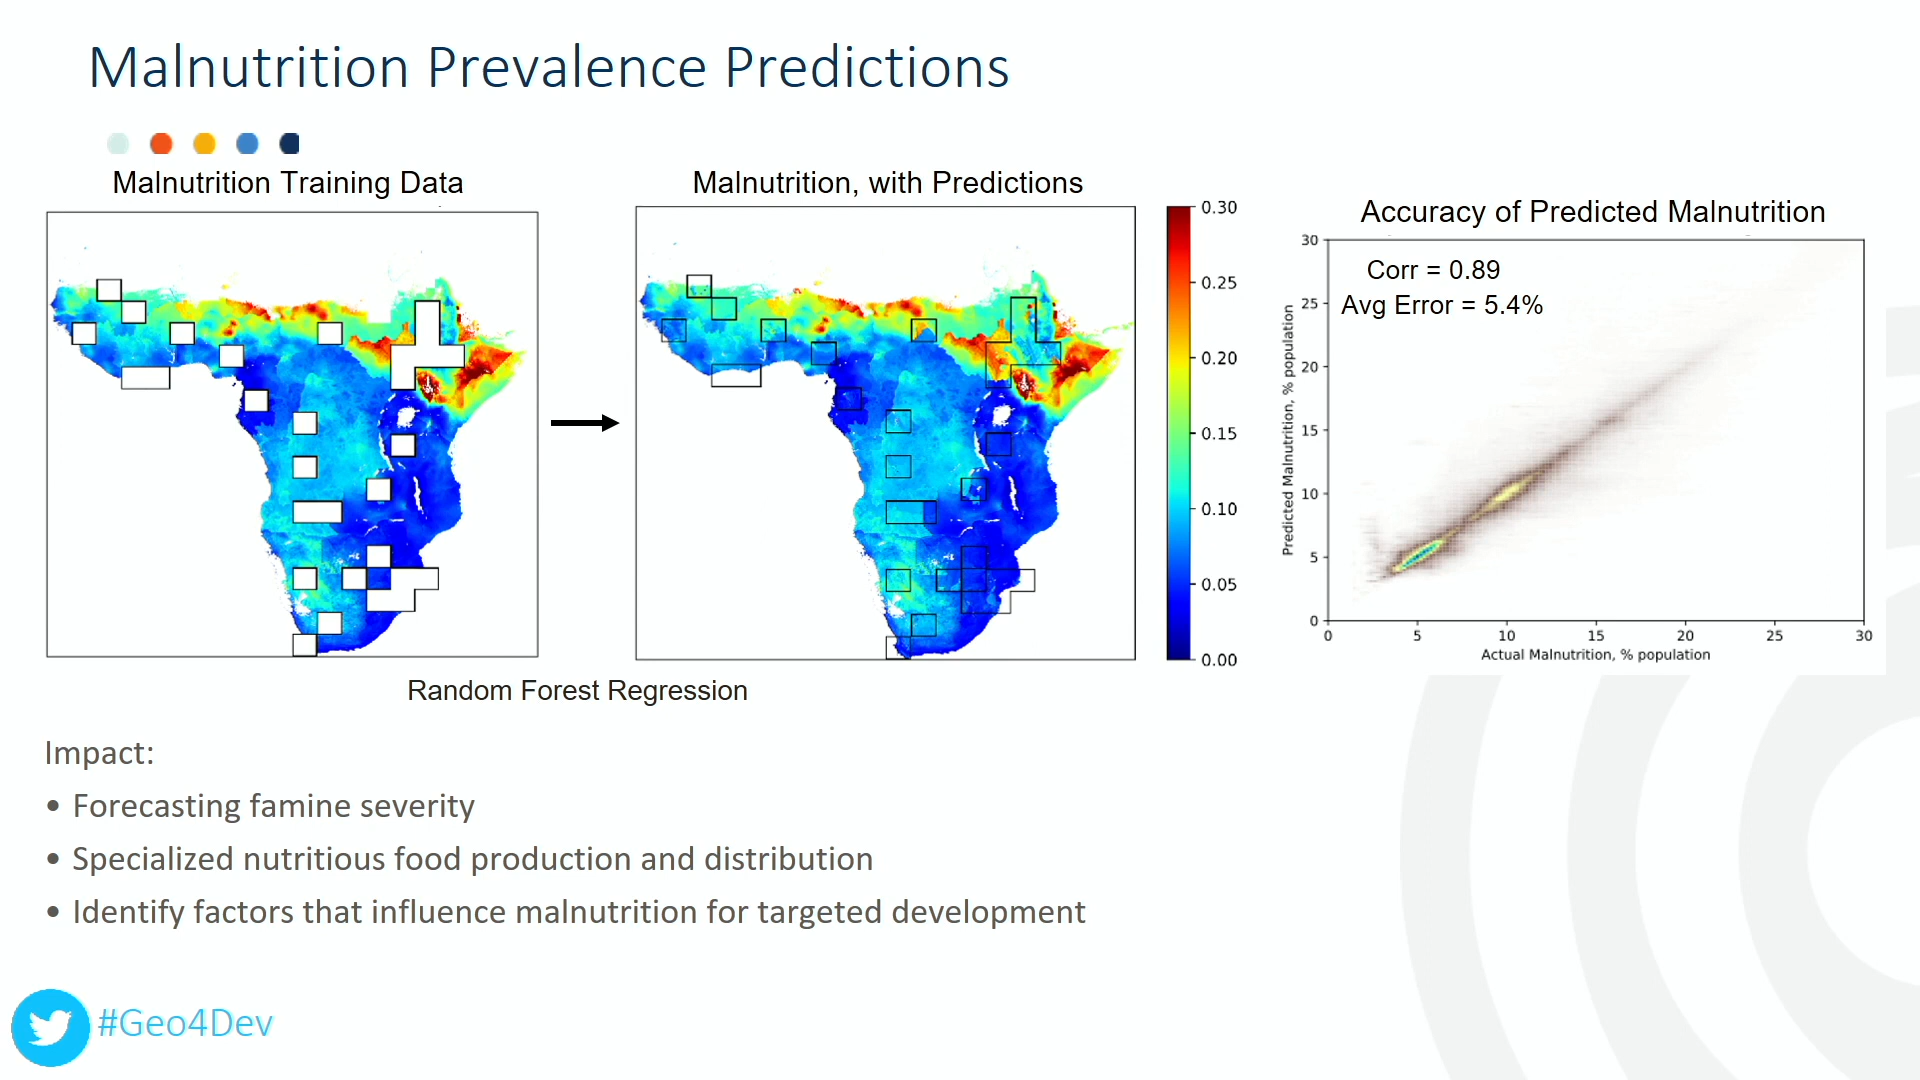 Malnutrition Prevalence Predictions
Malnutrition Training Data
Malnutrition, with Predictions
0.30
0.25
0.20
0.15
0.10
0.05
0.00
Random Forest Regression
Accuracy of Predicted Malnutrition
Corr = 0.89
Avg Error = 5.4%
Predicted Malnutrition, % population
30
25
20
15
10
5
0
0 5 10 15 20 25 30
Actual Malnutrition, % population
Impact:
• Forecasting famine severity
• Specialized nutritious food production and distribution
• Identify factors that influence malnutrition for targeted development
#Geo4Dev